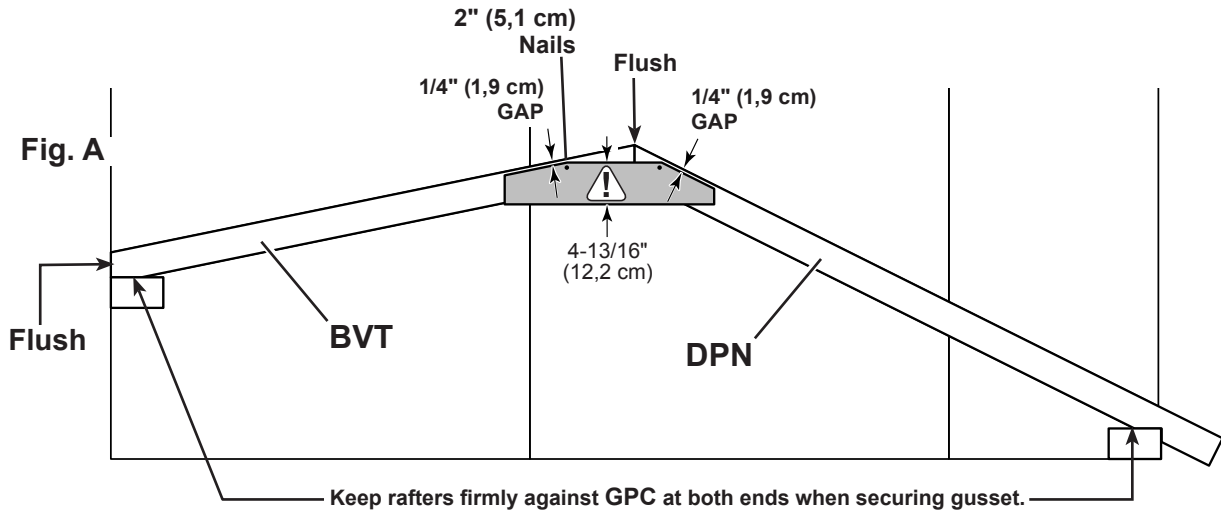 2" (5,1 cm)
Nails
Flush
1/4" (1,9 cm)
GAP
1/4" (1,9 cm)
GAP
Fig. A
!
4-13/16"
(12,2 cm)
Flush
BVT
DPN
Keep rafters firmly against GPC at both ends when securing gusset.